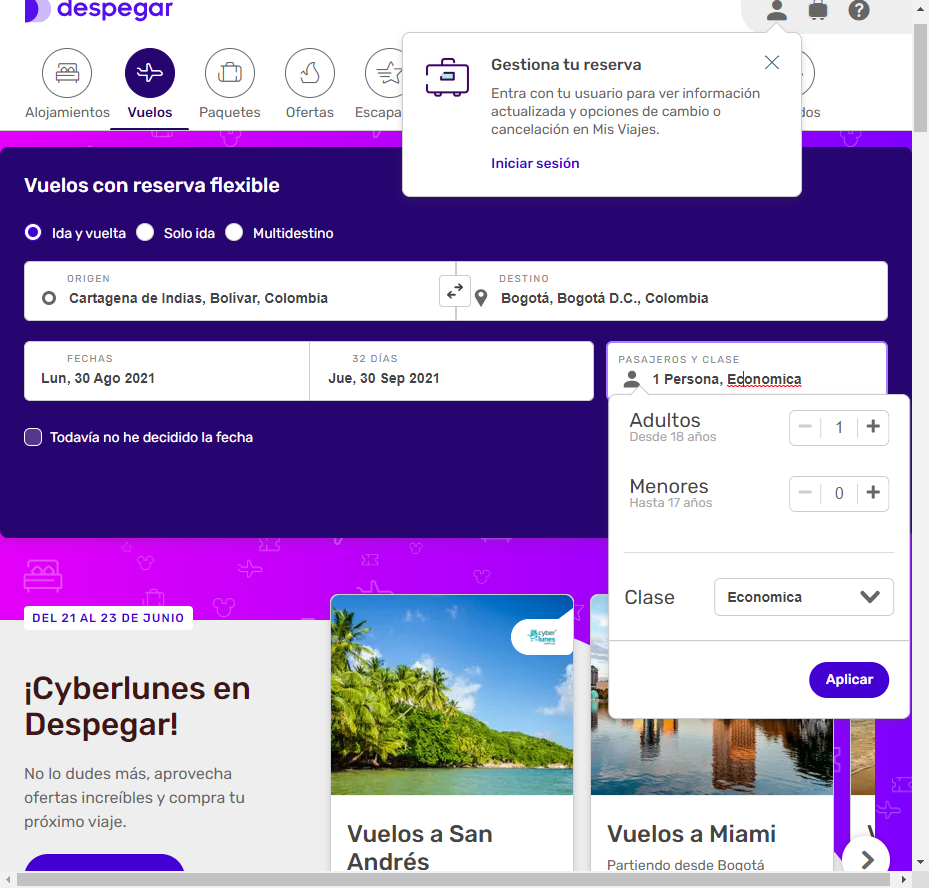 despegar
Alojamientos
Vuelos
Paquetes
Ofertas
Escapa
dos
Gestiona tu reserva
Entra con tu usuario para ver información
actualizada y opciones de cambio o
cancelación en Mis Viajes.
Iniciar sesión
Vuelos con reserva flexible
Ida y vuelta
Solo ida
Multidestino
ORIGEN
Cartagena de Indias, Bolívar, Colombia
DESTINO
Bogotá, Bogotá D.C., Colombia
FECHAS
Lun, 30 Ago 2021
32 DÍAS
Jue, 30 Sep 2021
PASAJEROS Y CLASE
1 Persona, Economica
Todavía no he decidido la fecha
Adultos
Desde 18 años
1
Menores
Hasta 17 años
0
Clase
Economica
Aplicar
DEL 21 AL 23 DE JUNIO
¡Cyberlunes en
Despegar!
No lo dudes más, aprovecha
ofertas increíbles y compra tu
próximo viaje.
cyber
lunes
Vuelos a San
Andrés
Vuelos a Miami
Partiendo desde Bogotá